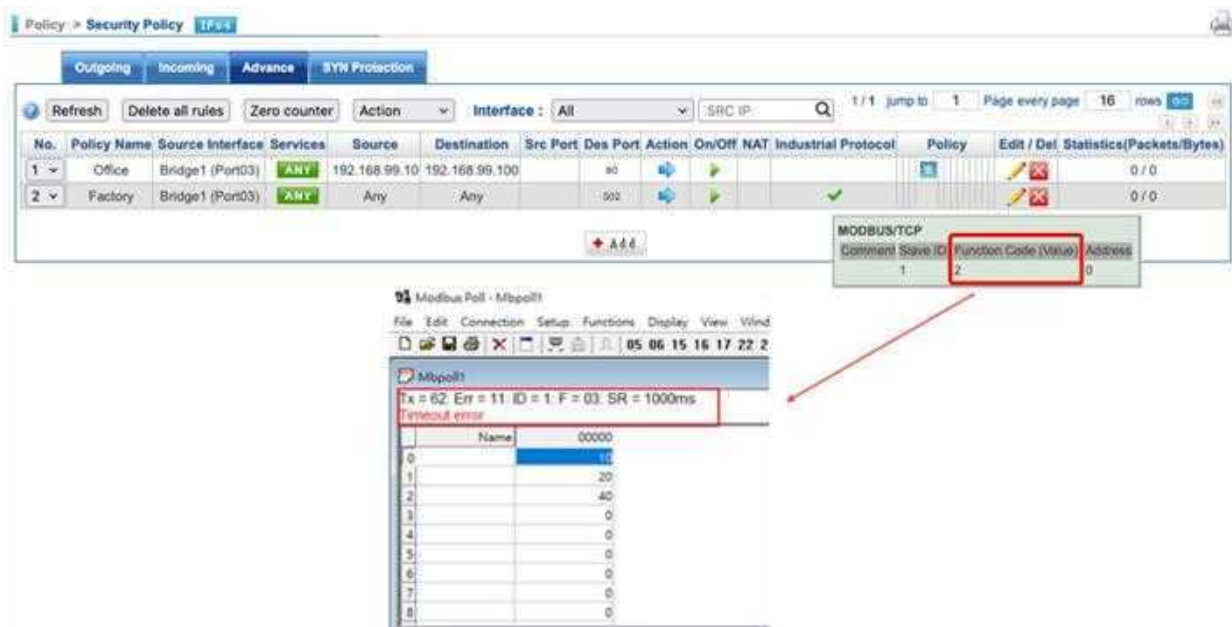 Policy > Security Policy
Outgoing Incoming Advance SYN Protection
Refresh Delete all rules Zero counter Action Interface : All SRC IP 1/1 jump to 1 Page every page 16 rows GO
No. Policy Name Source Interface Services Source Destination Src Port Des Port Action On/Off NAT Industrial Protocol Policy Edit / Del Statistics(Packets/Bytes)
1 Office Bridge1 (Port03) ANY 192.168.99.10 192.168.99.100 80 0 / 0
2 Factory Bridge1 (Port03) ANY Any Any 502 0 / 0
+ Add
MODBUS/TCP
Comment Slave ID Function Code (Value) Address
1 2 0
Modbus Poll - Mbpoll1
File Edit Connection Setup Functions Display View Wind
05 06 15 16 17 22 2
Mbpoll1
Tx = 62: Err = 11: ID = 1: F = 03: SR = 1000ms
Timeout error
Name 00000
0 10
1 20
2 40
3 0
4 0
5 0
6 0
7 0
8 0